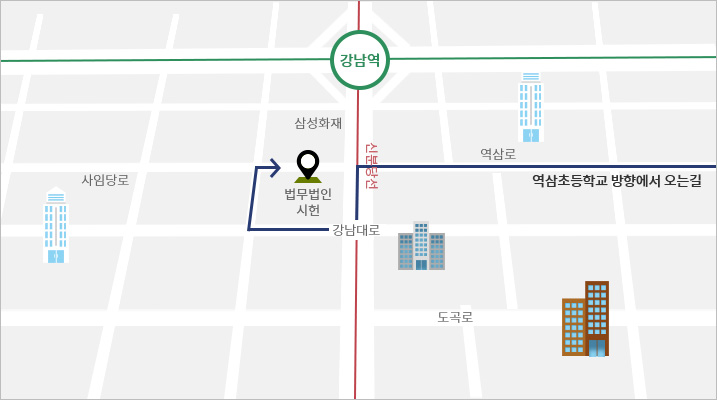 강남역
삼성화재
신분당선
역삼로
역삼초등학교 방향에서 오는길
사임당로
법무법인
시헌
강남대로
도곡로